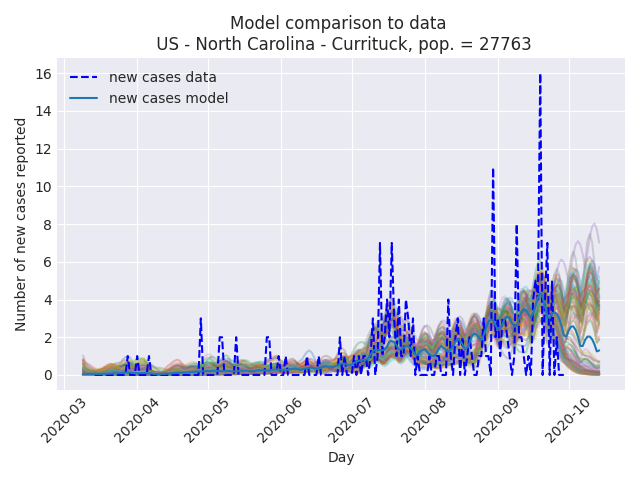 Model comparison to data
US - North Carolina - Currituck, pop. = 27763
new cases data
new cases model
Number of new cases reported
16
14
12
10
8
6
4
2
0
2020-03
2020-04
2020-05
2020-06
2020-07
2020-08
2020-09
2020-10
Day